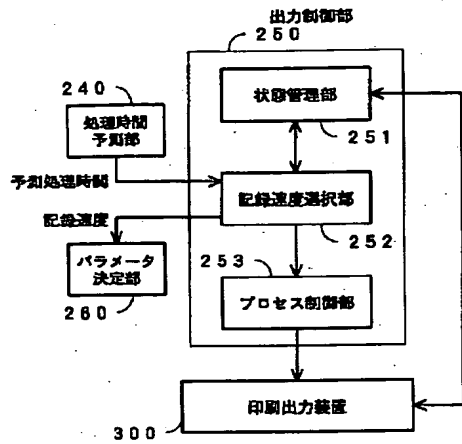 出力制御部
250
240
状態管理部
処理時間
予測部
251
予測処理時間
記録速度選択部
記録速度
252
253
パラメータ
決定部
プロセス制御部
260
印刷出力装置
300